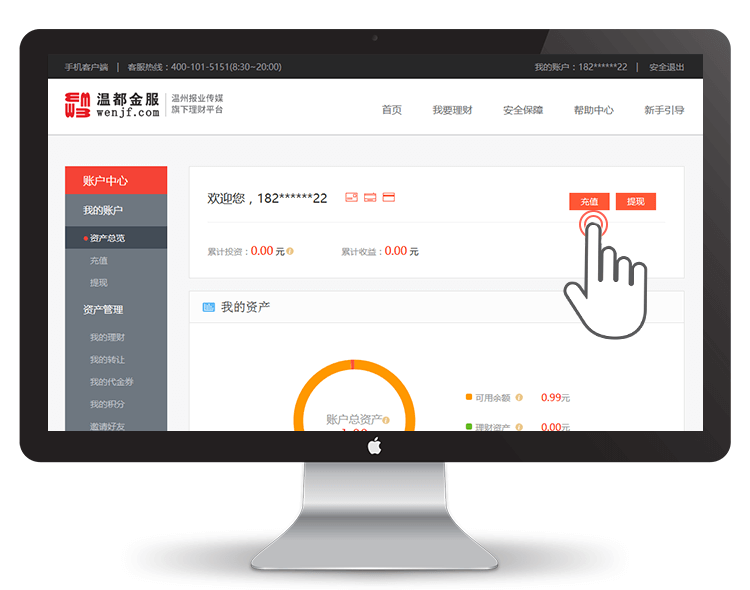 手机客户端 | 客服热线：400-101-5151(8:30~20:00)
我的账户：182******22 | 安全退出
温都金服
wenjf.com
温州报业传媒
旗下理财平台
首页 我要理财 安全保障 帮助中心 新手引导
账户中心
我的账户
资产总览
充值
提现
资产管理
我的理财
我的转让
我的代金券
我的积分
邀请好友
欢迎您，182******22
充值 提现
累计投资：0.00 元
累计收益：0.00 元
我的资产
账户总资产
可用余额 0.99元
理财资产 0.00元